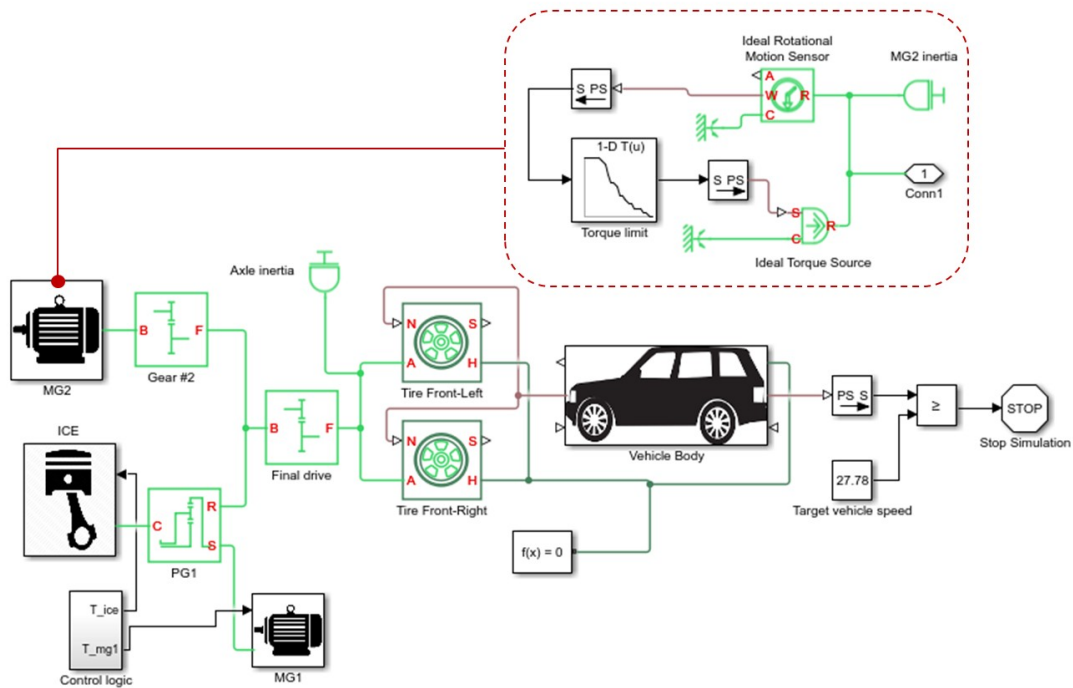 Ideal Rotational
Motion Sensor
MG2 inertia
A
S PS
W
R
C
1-D T(u)
S PS
1
Conn1
S
R
C
Torque limit
Ideal Torque Source
Axle inertia
B
F
N
S
A
H
MG2
Gear #2
Tire Front-Left
PS S
≥
STOP
ICE
B
F
N
S
Stop Simulation
Vehicle Body
Final drive
A
H
27.78
C
R
S
Tire Front-Right
Target vehicle speed
f(x) = 0
PG1
T_ice
T_mg1
Control logic
MG1